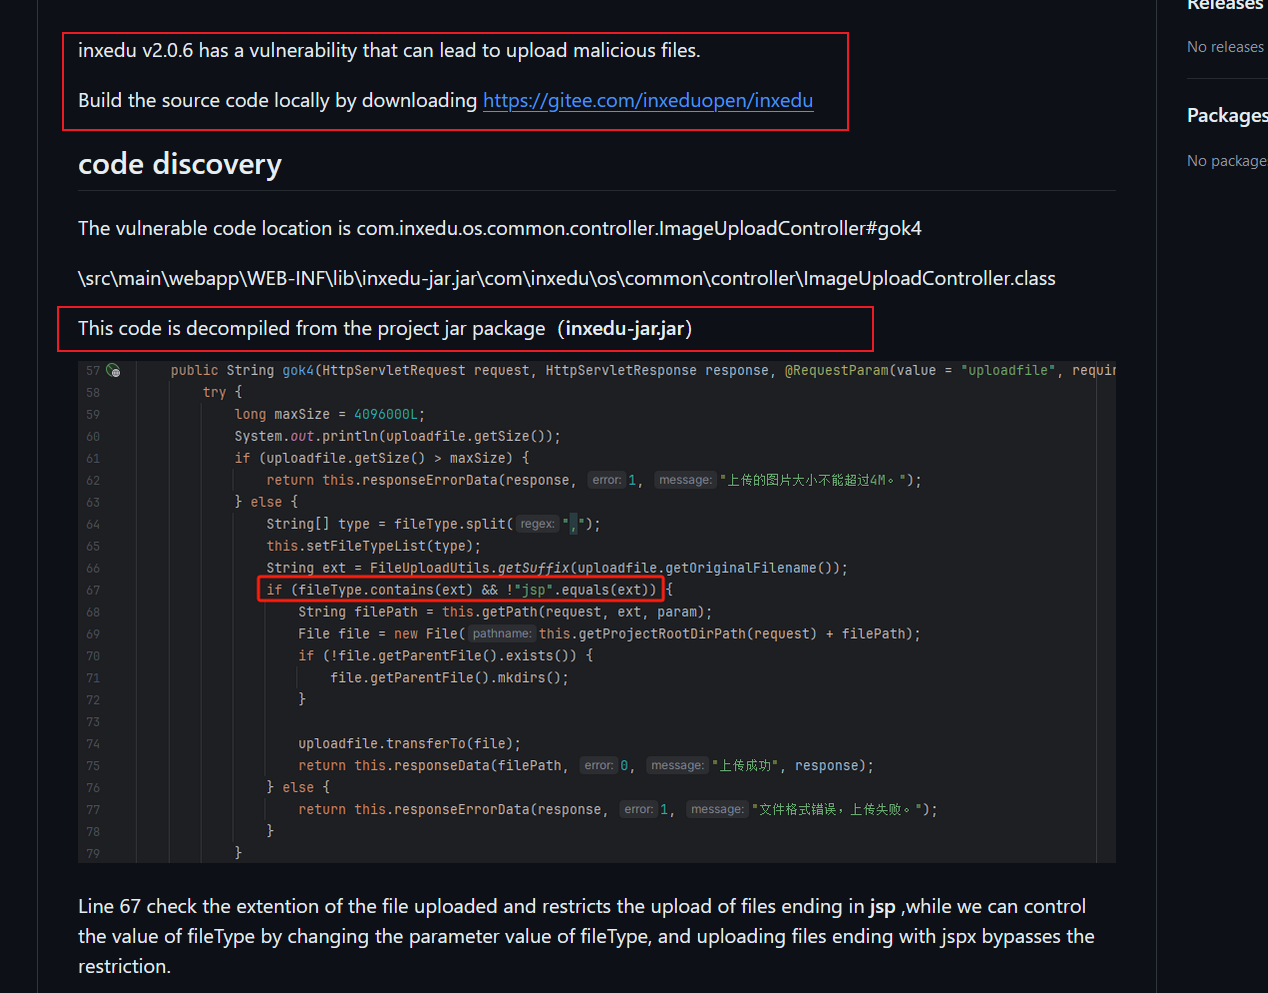 Releases
No releases
inxedu v2.0.6 has a vulnerability that can lead to upload malicious files.
Build the source code locally by downloading https://gitee.com/inxeduopen/inxedu
Packages
No package
code discovery
The vulnerable code location is com.inxedu.os.common.controller.ImageUploadController#gok4
\src\main\webapp\WEB-INF\lib\inxedu-jar.jar\com\inxedu\os\common\controller\ImageUploadController.class
This code is decompiled from the project jar package（inxedu-jar.jar）
57 public String gok4(HttpServletRequest request, HttpServletResponse response, @RequestParam(value = "uploadfile", requir
58 try {
59 long maxSize = 4096000L;
60 System.out.println(uploadfile.getSize());
61 if (uploadfile.getSize() > maxSize) {
62 return this.responseErrorData(response, error: 1, message: "上传的图片大小不能超过4M。");
63 } else {
64 String[] type = fileType.split( regex: ",");
65 this.setFileTypeList(type);
66 String ext = FileUploadUtils.getSuffix(uploadfile.getOriginalFilename());
67 if (fileType.contains(ext) && !"jsp".equals(ext)) {
68 String filePath = this.getPath(request, ext, param);
69 File file = new File( pathname: this.getProjectRootDirPath(request) + filePath);
70 if (!file.getParentFile().exists()) {
71 file.getParentFile().mkdirs();
72 }
73
74 uploadfile.transferTo(file);
75 return this.responseData(filePath, error: 0, message: "上传成功", response);
76 } else {
77 return this.responseErrorData(response, error: 1, message: "文件格式错误，上传失败。");
78 }
79 }
Line 67 check the extention of the file uploaded and restricts the upload of files ending in jsp ,while we can control
the value of fileType by changing the parameter value of fileType, and uploading files ending with jspx bypasses the
restriction.